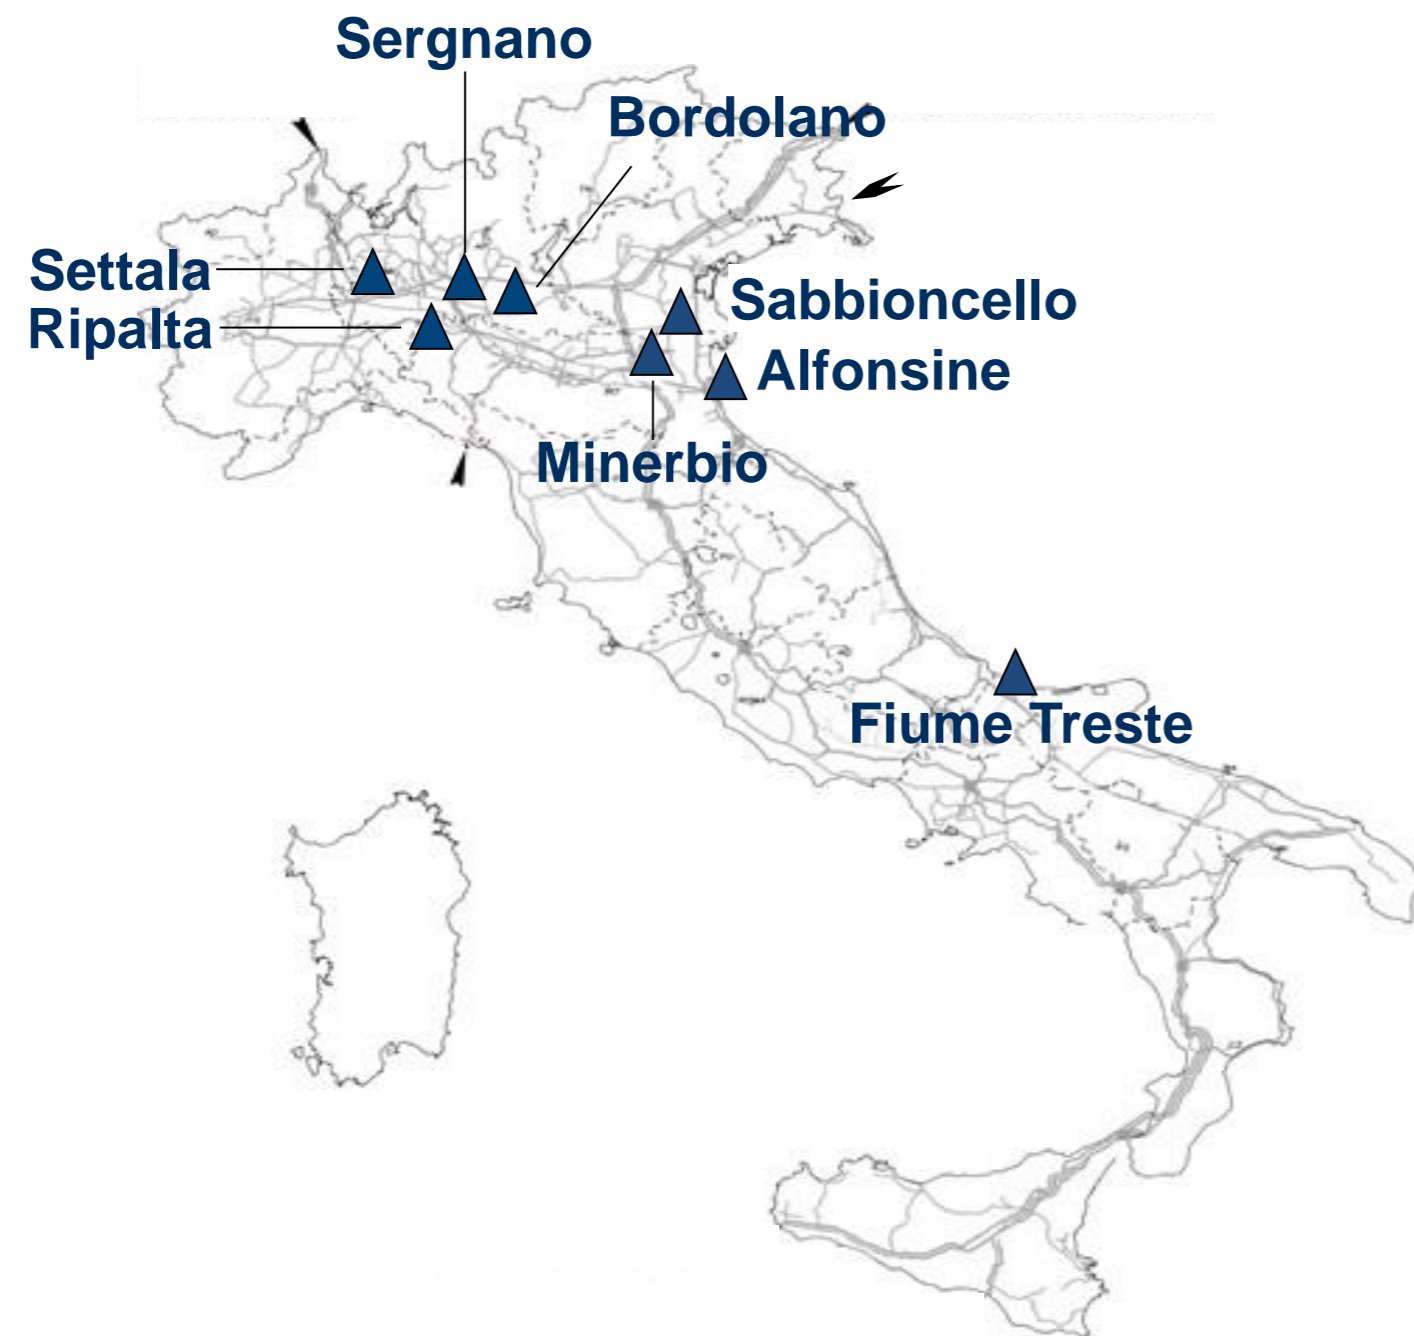 Sergnano
Bordolano
Settala
Sabbioncello
Ripalta
Alfonsine
Minerbio
Fiume Treste